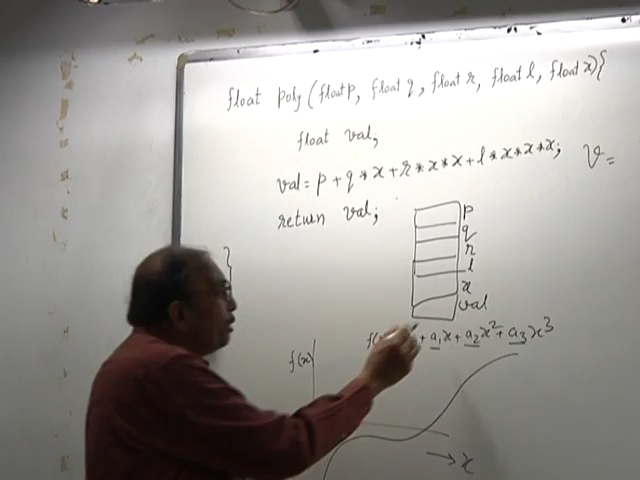 float poly (float p, float q, float r, float l, float x){
float val;
val = p + q * x + r * x * x + l * x * x * x;
V =
return val;
}
p
q
r
l
x
val
f( + a₁x + a₂x² + a₃x³
f(x)
→ x